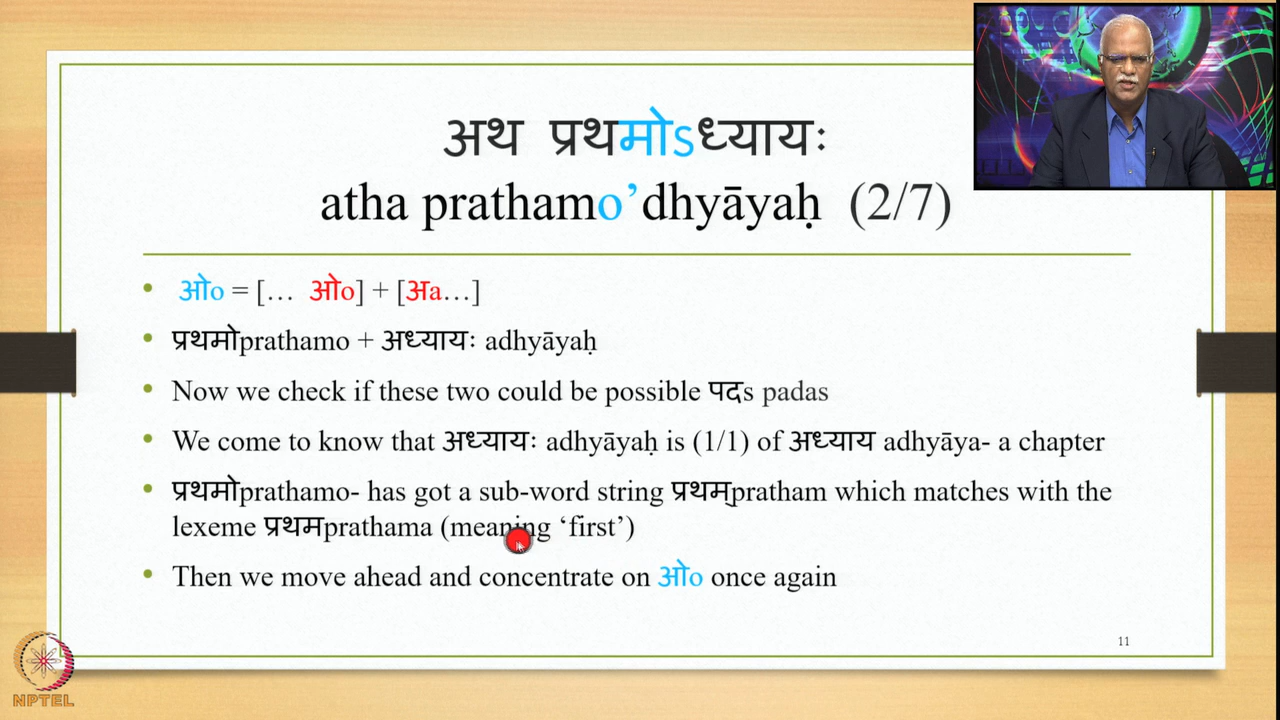 अथ प्रथमोऽध्यायः
atha prathamo’dhyāyaḥ (2/7)
• ओo = [… ओo] + [अa…]
• प्रथमोprathamo + अध्यायः adhyāyaḥ
• Now we check if these two could be possible पदs padas
• We come to know that अध्यायः adhyāyaḥ is (1/1) of अध्याय adhyāya- a chapter
• प्रथमोprathamo- has got a sub-word string प्रथम्pratham which matches with the
lexeme प्रथमprathama (meaning ‘first’)
• Then we move ahead and concentrate on ओo once again
11
NPTEL